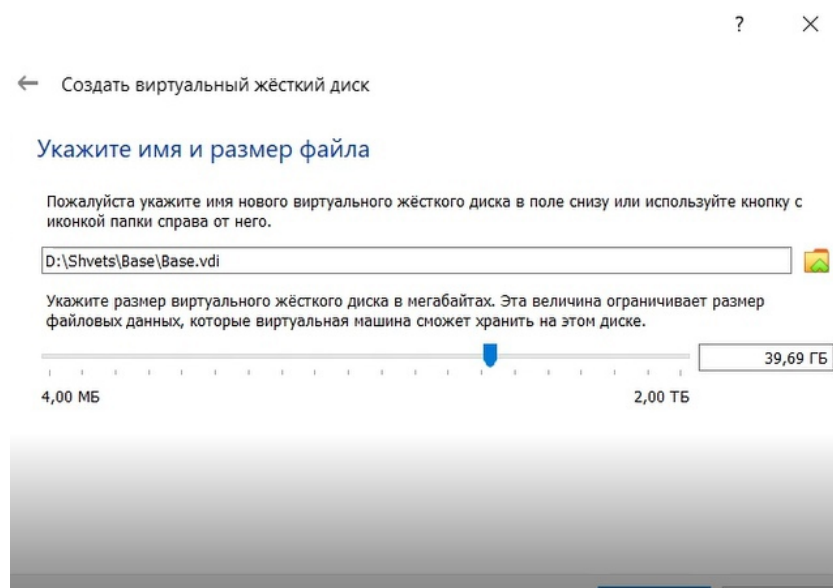 ?
Создать виртуальный жёсткий диск
Укажите имя и размер файла
Пожалуйста укажите имя нового виртуального жёсткого диска в поле снизу или используйте кнопку с
иконкой папки справа от него.
D:\Shvets\Base\Base.vdi
Укажите размер виртуального жёсткого диска в мегабайтах. Эта величина ограничивает размер
файловых данных, которые виртуальная машина сможет хранить на этом диске.
39,69 ГБ
4,00 МБ 2,00 ТБ